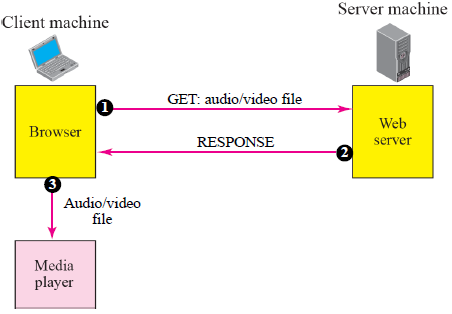 Server machine
Client machine
1
GET: audio/video file
Browser
Web
server
RESPONSE
2
3
Audio/video
file
Media
player